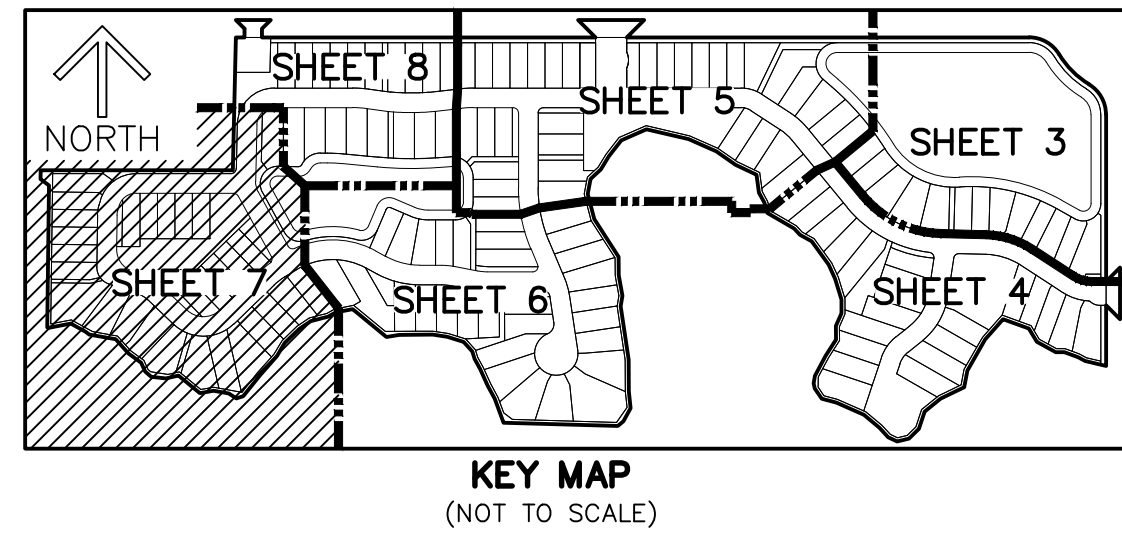 SHEET 8
SHEET 5
NORTH
SHEET 3
SHEET 7
SHEET 6
SHEET 4
KEY MAP
(NOT TO SCALE)